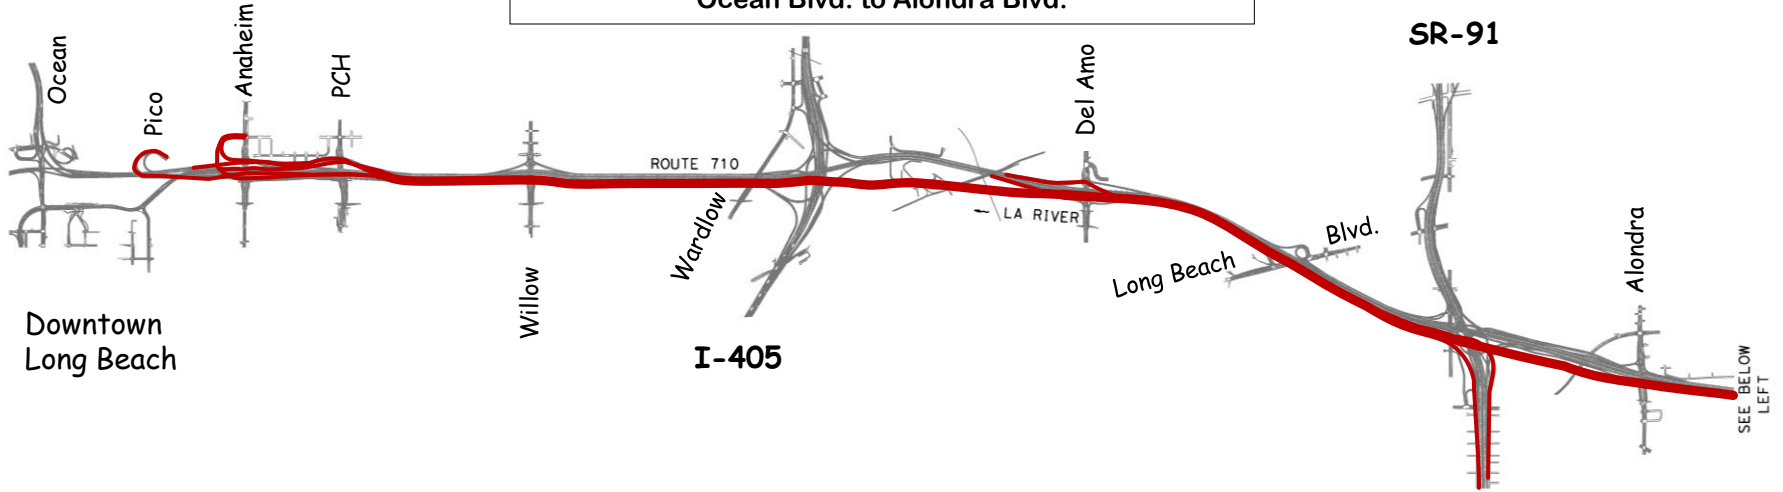 Ocean Blvd. to Alondra Blvd.
SR-91
Ocean
Pico
Anaheim
PCH
Willow
ROUTE 710
Wardlow
I-405
LA RIVER
Del Amo
Long Beach Blvd.
Alondra
Downtown
Long Beach
SEE BELOW
LEFT